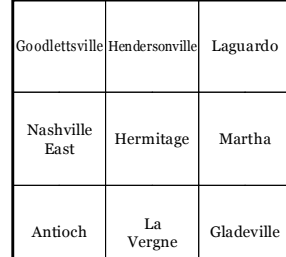 Goodlettsville Hendersonville Laguardo
Nashville
East
Hermitage
Martha
Antioch
La
Vergne
Gladeville